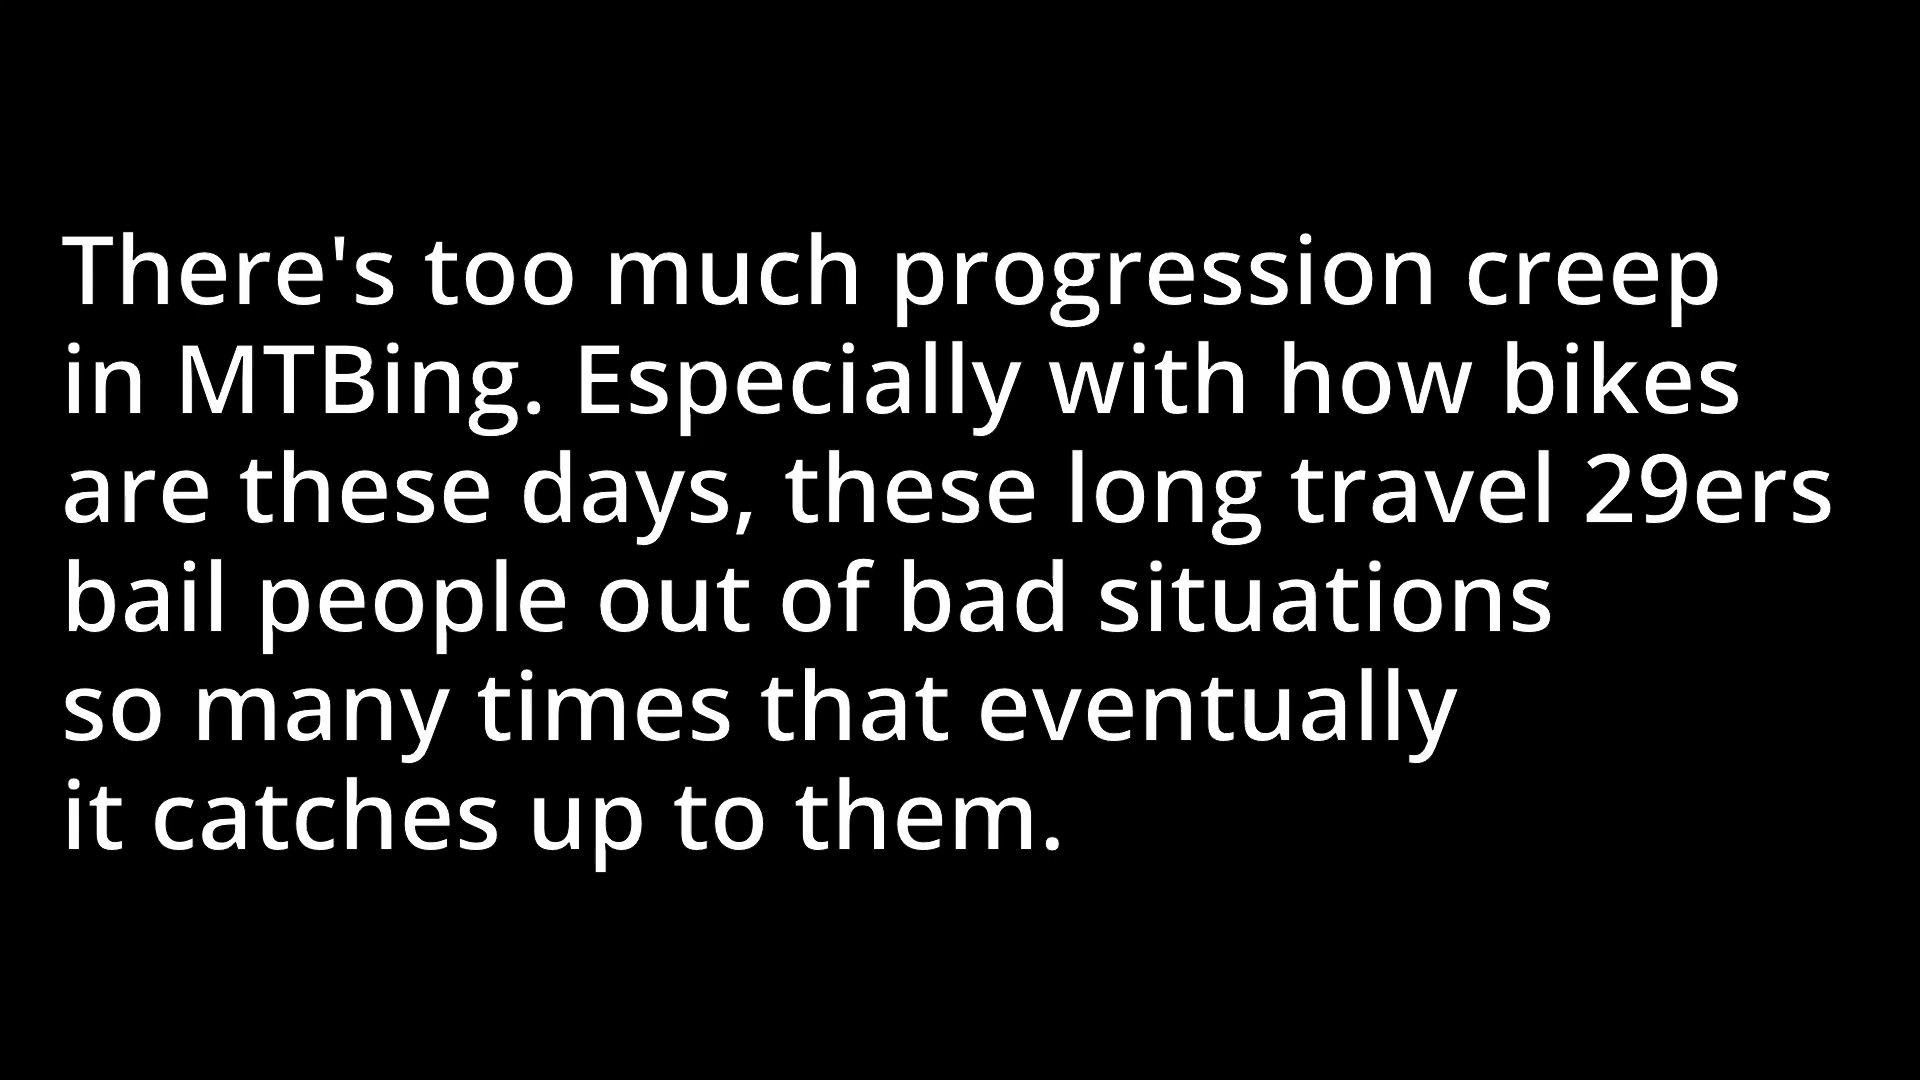 There's too much progression creep
in MTBing. Especially with how bikes
are these days, these long travel 29ers
bail people out of bad situations
so many times that eventually
it catches up to them.